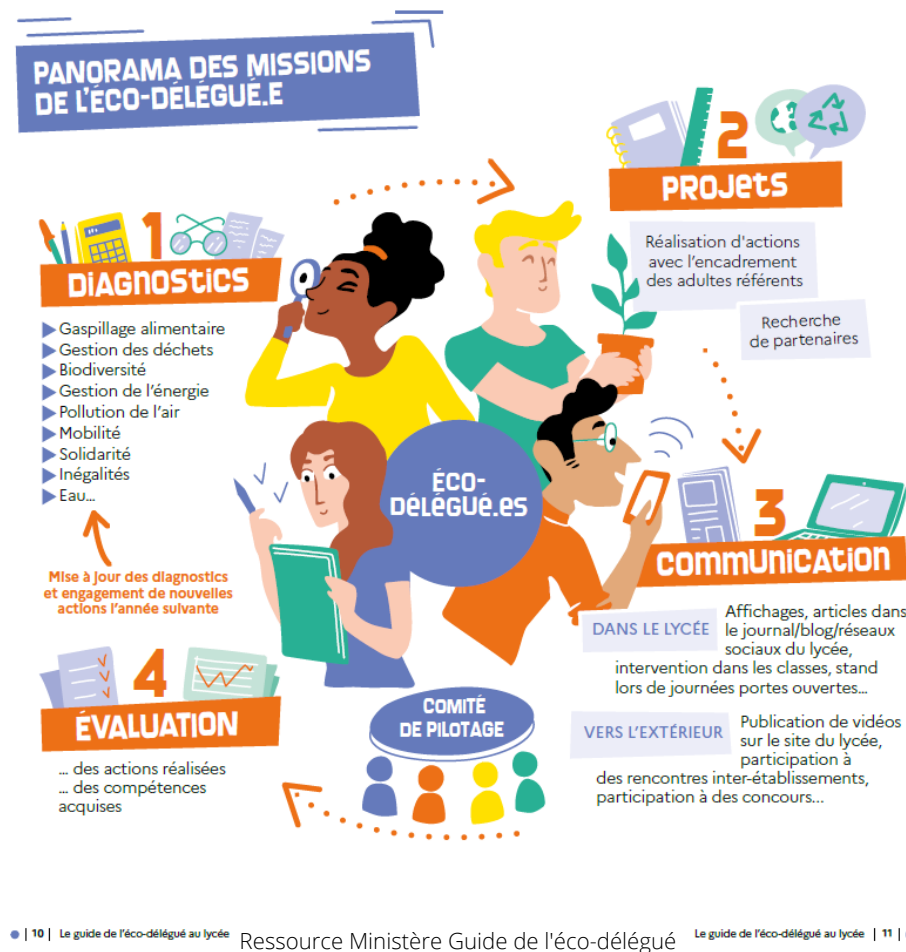 PANORAMA DES MISSIONS
DE L'ÉCO-DÉLÉGUÉ.E
1
DIAGNOSTICS
Gaspillage alimentaire
Gestion des déchets
Biodiversité
Gestion de l'énergie
Pollution de l'air
Mobilité
Solidarité
Inégalités
Eau...
Mise à jour des diagnostics
et engagement de nouvelles
actions l'année suivante
2
PROJETS
Réalisation d'actions
avec l'encadrement
des adultes référents
Recherche
de partenaires
ÉCO-
DÉLÉGUÉ.ES
3
COMMUNICATION
DANS LE LYCÉE
Affichages, articles dans
le journal/blog/réseaux
sociaux du lycée,
intervention dans les classes, stand
lors de journées portes ouvertes...
VERS L'EXTÉRIEUR
Publication de vidéos
sur le site du lycée,
participation à
des rencontres inter-établissements,
participation à des concours...
4
ÉVALUATION
... des actions réalisées
... des compétences
acquises
COMITÉ
DE PILOTAGE
| 10 | Le guide de l'éco-délégué au lycée
Ressource Ministère Guide de l'éco-délégué
Le guide de l'éco-délégué au lycée | 11 |